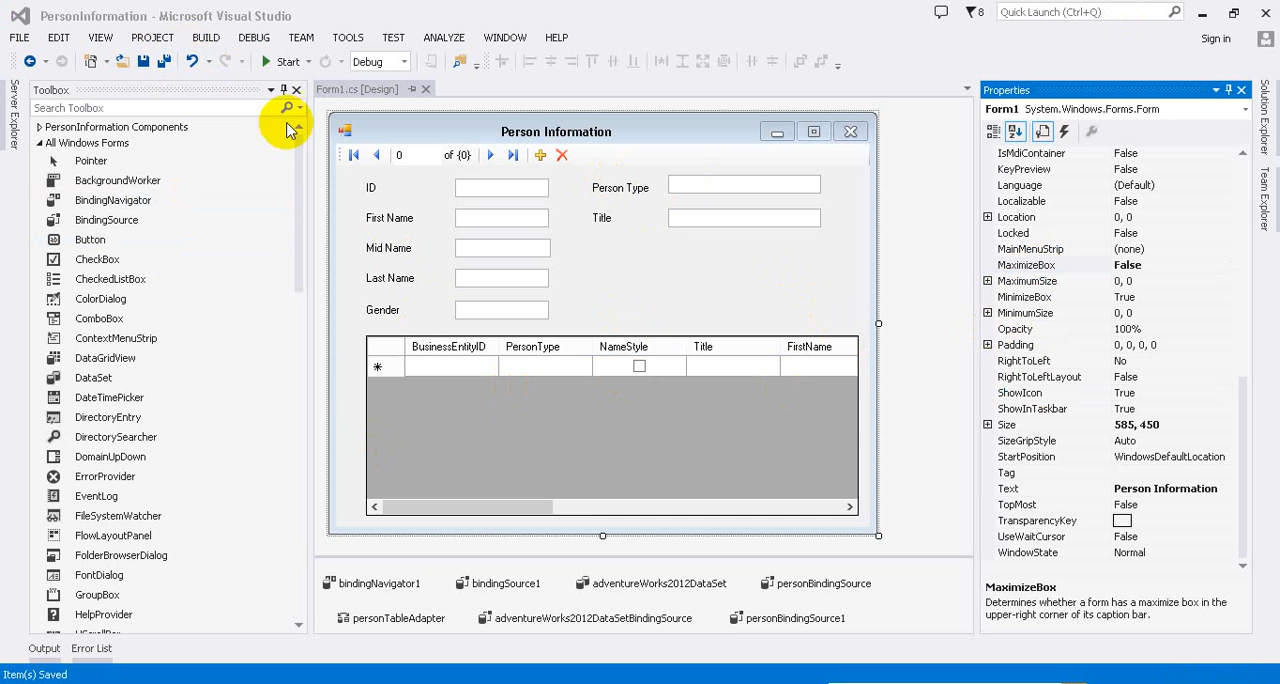 PersonInformation - Microsoft Visual Studio
8
Quick Launch (Ctrl+Q)
FILE EDIT VIEW PROJECT BUILD DEBUG TEAM TOOLS TEST ANALYZE WINDOW HELP
Sign in
Start
Debug
Server Explorer
Toolbox
Search Toolbox
PersonInformation Components
All Windows Forms
Pointer
BackgroundWorker
BindingNavigator
BindingSource
Button
CheckBox
CheckedListBox
ColorDialog
ComboBox
ContextMenuStrip
DataGridView
DataSet
DateTimePicker
DirectoryEntry
DirectorySearcher
DomainUpDown
ErrorProvider
EventLog
FileSystemWatcher
FlowLayoutPanel
FolderBrowserDialog
FontDialog
GroupBox
HelpProvider
Form1.cs [Design]
Person Information
0 of {0}
ID
Person Type
First Name
Title
Mid Name
Last Name
Gender
BusinessEntityID PersonType NameStyle Title FirstName
bindingNavigator1 bindingSource1 adventureWorks2012DataSet personBindingSource
personTableAdapter adventureWorks2012DataSetBindingSource personBindingSource1
Properties
Form1 System.Windows.Forms.Form
IsMdiContainer False
KeyPreview False
Language (Default)
Localizable False
Location 0, 0
Locked False
MainMenuStrip (none)
MaximizeBox False
MaximumSize 0, 0
MinimizeBox True
MinimumSize 0, 0
Opacity 100%
Padding 0, 0, 0, 0
RightToLeft No
RightToLeftLayout False
ShowIcon True
ShowInTaskbar True
Size 585, 450
SizeGripStyle Auto
StartPosition WindowsDefaultLocation
Tag
Text Person Information
TopMost False
TransparencyKey
UseWaitCursor False
WindowState Normal
MaximizeBox
Determines whether a form has a maximize box in the
upper-right corner of its caption bar.
Solution Explorer
Team Explorer
Output Error List
Item(s) Saved